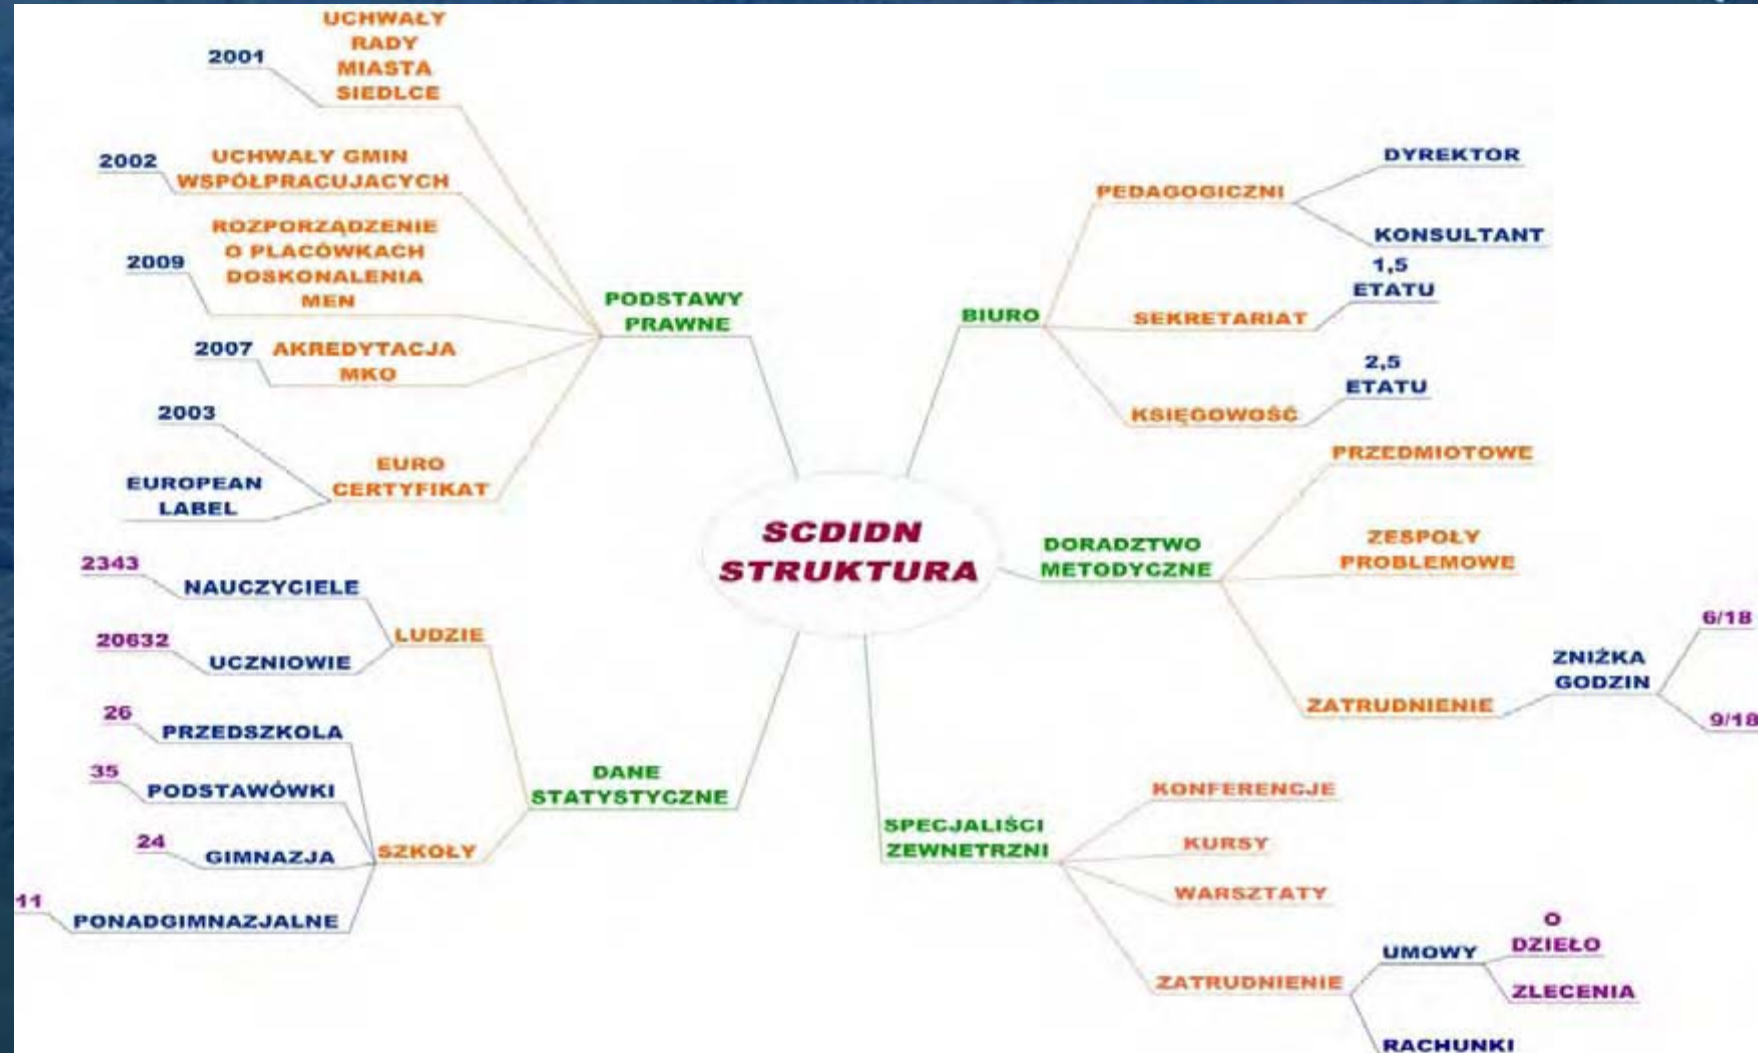 UCHWAŁY
RADY
MIASTA
SIEDLCE
2001
UCHWAŁY GMIN
WSPÓŁPRACUJACYCH
2002
ROZPORZĄDZENIE
O PLACÓWKACH
DOSKONALENIA
MEN
2009
AKREDYTACJA
MKO
2007
EURO
CERTYFIKAT
2003
EUROPEAN
LABEL
PODSTAWY
PRAWNE
BIURO
PEDAGOGICZNI
DYREKTOR
KONSULTANT
SEKRETARIAT
1,5
ETATU
KSIĘGOWOŚĆ
2,5
ETATU
SCDIDN
STRUKTURA
DORADZTWO
METODYCZNE
PRZEDMIOTOWE
ZESPOŁY
PROBLEMOWE
ZATRUDNIENIE
ZNIŻKA
GODZIN
6/18
9/18
DANE
STATYSTYCZNE
LUDZIE
NAUCZYCIELE
2343
UCZNIOWIE
20632
SZKOŁY
PRZEDSZKOLA
26
PODSTAWÓWKI
35
GIMNAZJA
24
PONADGIMNAZJALNE
11
SPECJALIŚCI
ZEWNETRZNI
KONFERENCJE
KURSY
WARSZTATY
ZATRUDNIENIE
UMOWY
O
DZIEŁO
ZLECENIA
RACHUNKI